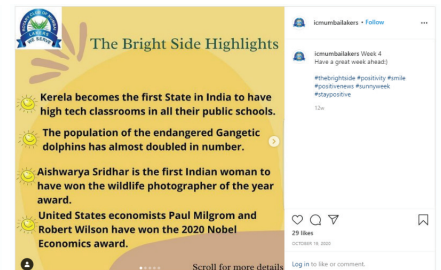 The Bright Side Highlights
Kerela becomes the first State in India to have
high tech classrooms in all their public schools.
The population of the endangered Gangetic
dolphins has almost doubled in number.
Aishwarya Sridhar is the first Indian woman to
have won the wildlife photographer of the year
award.
United States economists Paul Milgrom and
Robert Wilson have won the 2020 Nobel
Economics award.
Scroll for more details
icmumbailakers • Follow
icmumbailakers Week 4
Have a great week ahead:)
#thebrightside #positivity #smile
#positivenews #sunnyweek
#staypositive
12w
29 likes
Log in to like or comment.